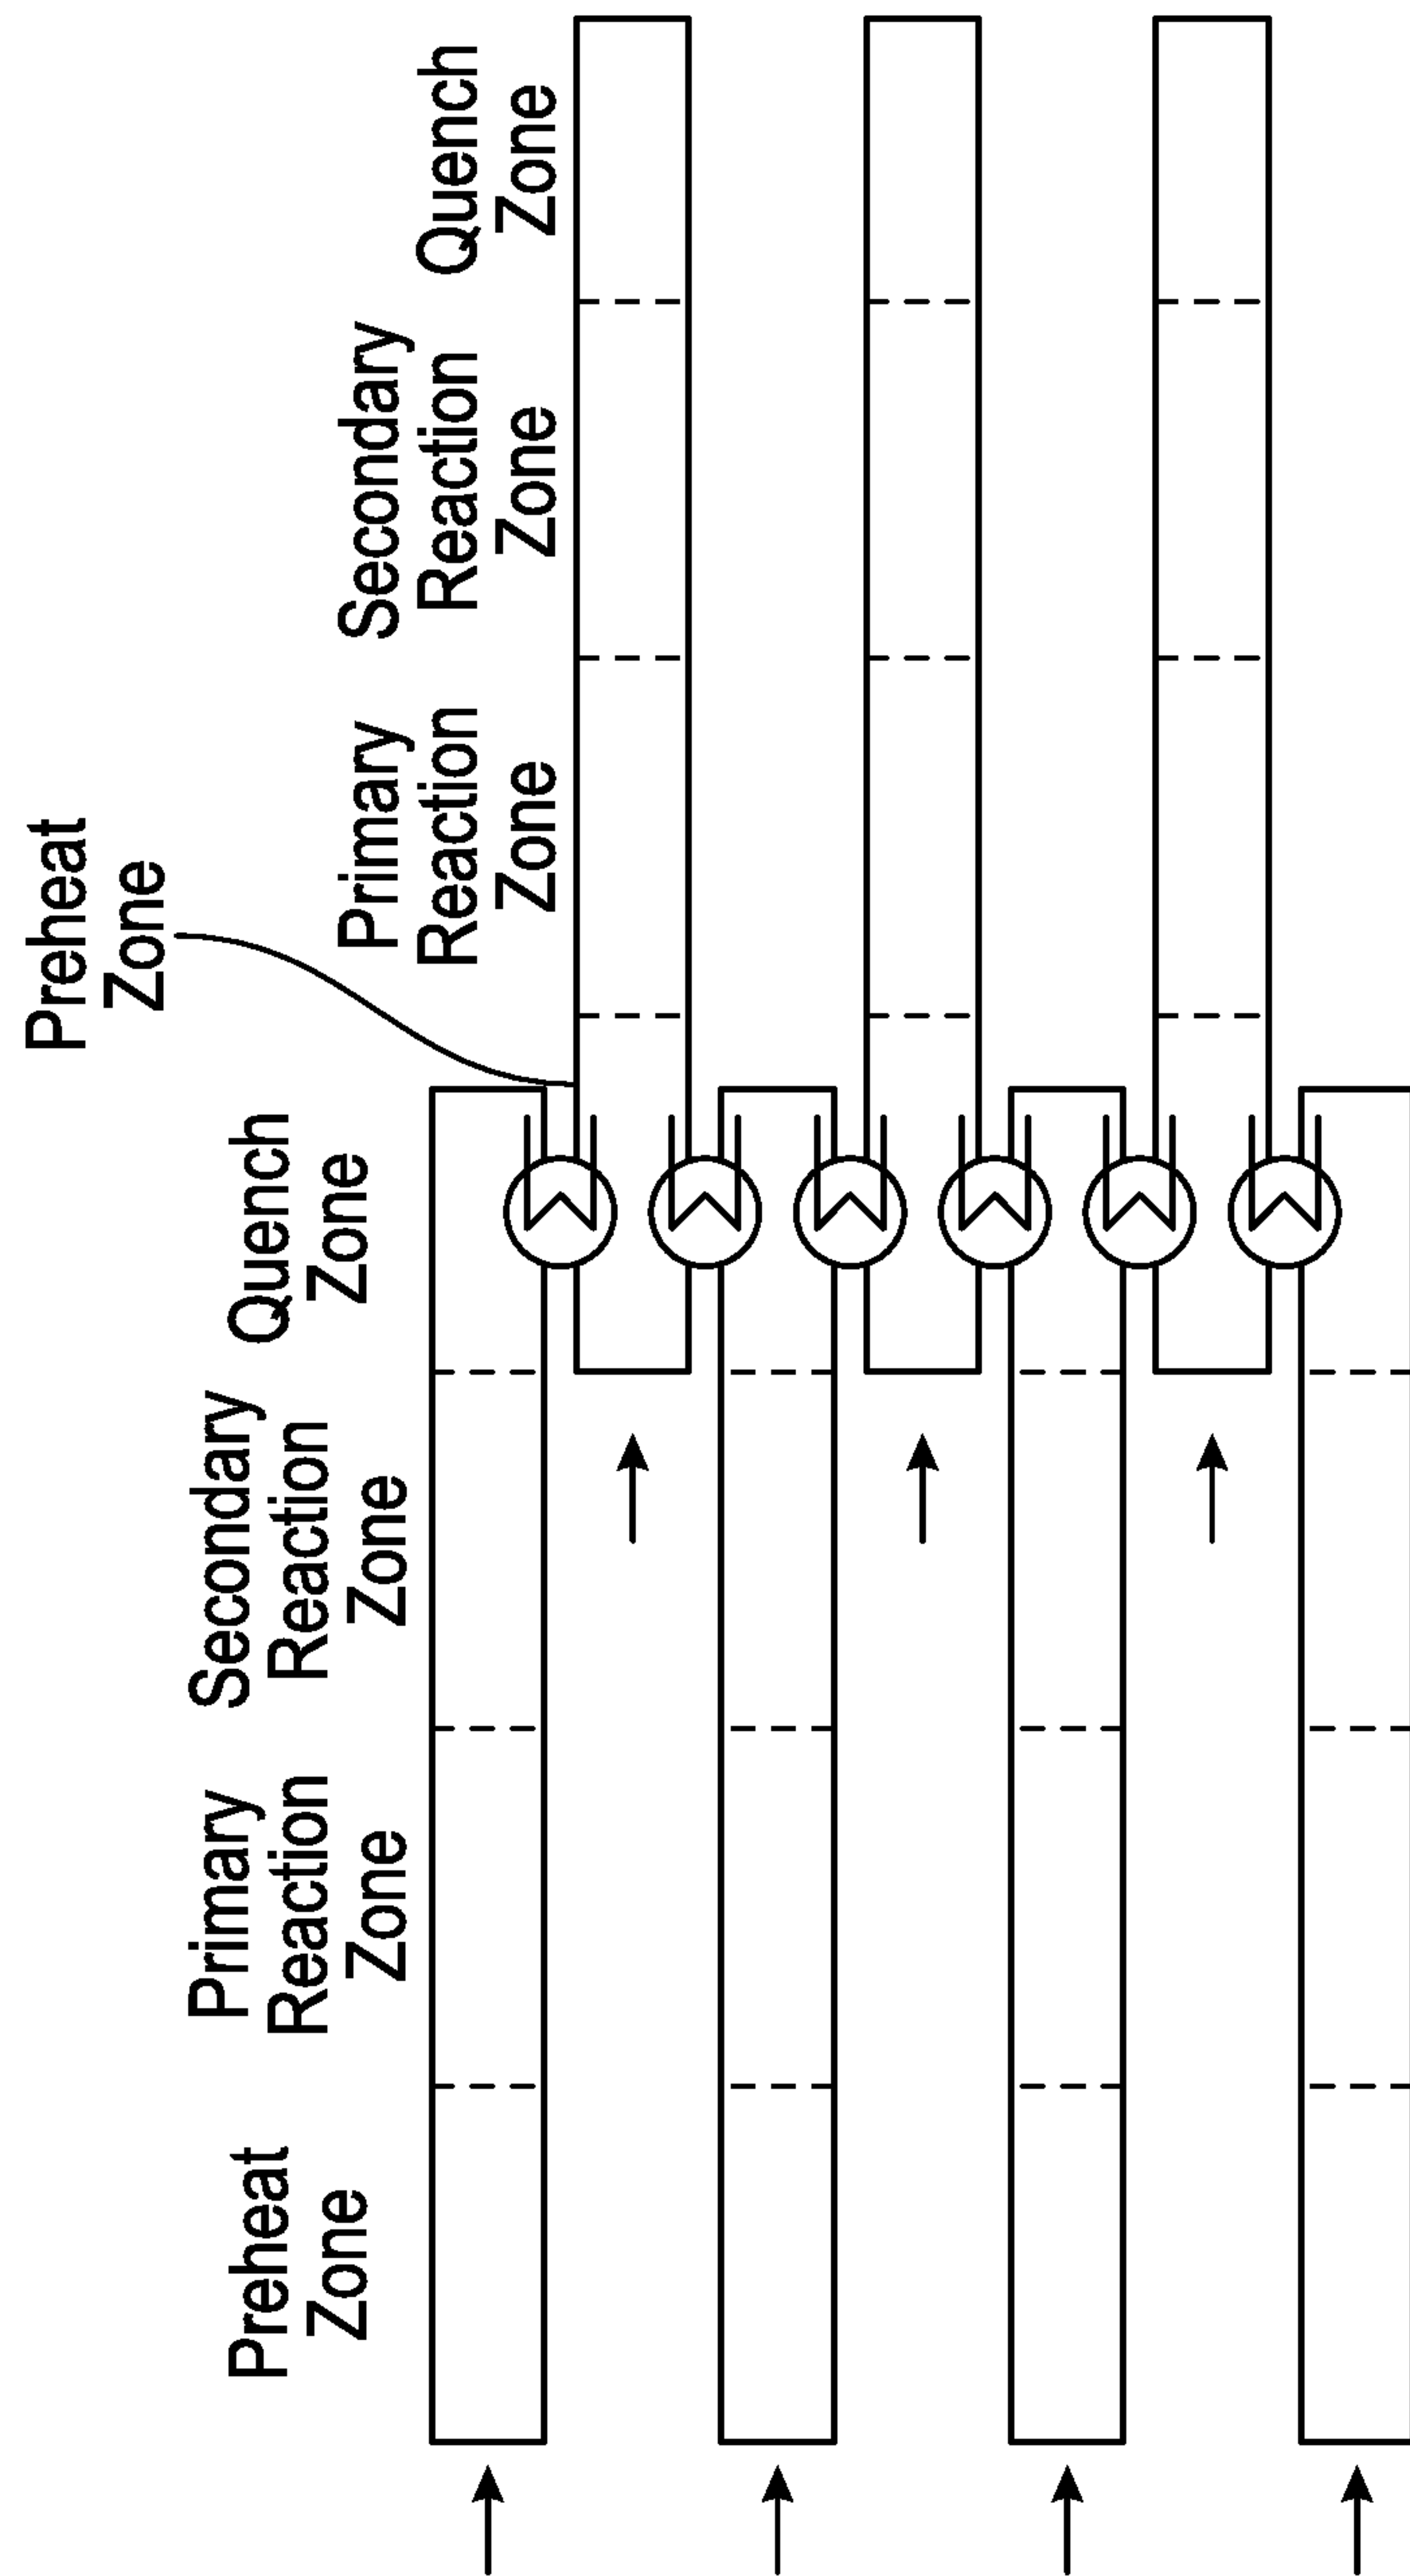 Preheat
Zone
Primary
Reaction
Zone
Secondary
Reaction
Zone
Quench
Zone
Preheat
Zone
Primary
Reaction
Zone
Secondary
Reaction
Zone
Quench
Zone